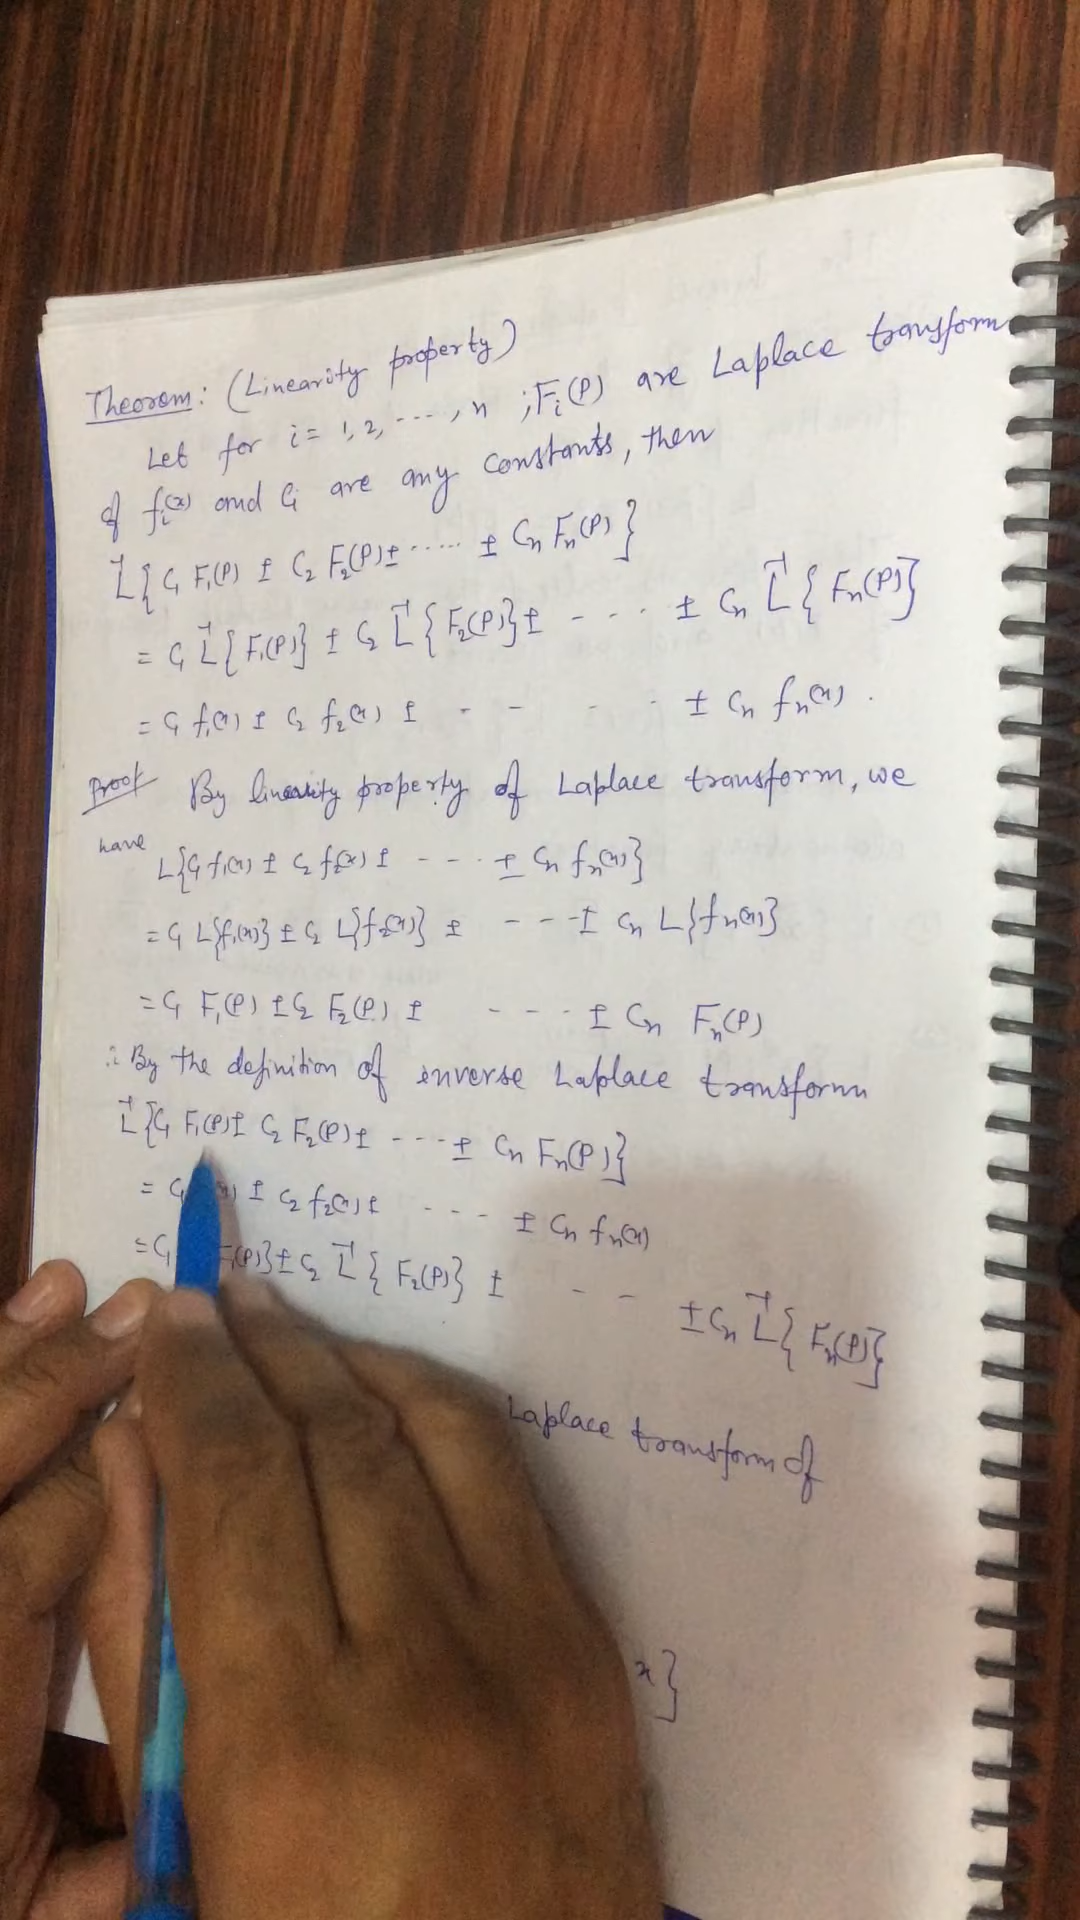 Theorem: (Linearity property)
Let for i = 1, 2, ----, n ; Fᵢ(P) are Laplace transform
of fᵢ(x) and Cᵢ are any constants, then
L⁻¹{C₁ F₁(P) ± C₂ F₂(P) ± ..... ± Cₙ Fₙ(P)}
= C₁ L⁻¹{F₁(P)} ± C₂ L⁻¹{F₂(P)} ± - - - - ± Cₙ L⁻¹{Fₙ(P)}
= C₁ f₁(x) ± C₂ f₂(x) ± - - - - ± Cₙ fₙ(x) .
Proof By linearity property of Laplace transform, we
have
L{C₁ f₁(x) ± C₂ f₂(x) ± - - - - ± Cₙ fₙ(x)}
= C₁ L{f₁(x)} ± C₂ L{f₂(x)} ± - - - ± Cₙ L{fₙ(x)}
= C₁ F₁(P) ± C₂ F₂(P) ± - - - - ± Cₙ Fₙ(P)
∴ By the definition of inverse Laplace transform
L⁻¹{C₁ F₁(P) ± C₂ F₂(P) ± - - - - ± Cₙ Fₙ(P)}
= C₁ ± C₂ f₂(x) ± - - - - ± Cₙ fₙ(x)
= C₁ F₁(P)} ± C₂ L⁻¹{F₂(P)} ± - - ± Cₙ L⁻¹{Fₙ(P)}
Laplace transform of
x}